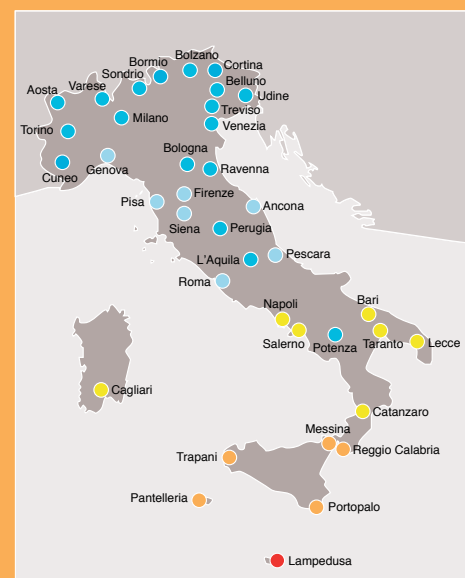 Bolzano
Bormio
Cortina
Sondrio
Belluno
Varese
Aosta
Udine
Treviso
Milano
Torino
Venezia
Bologna
Genova
Ravenna
Cuneo
Firenze
Pisa
Ancona
Siena
Perugia
L'Aquila
Pescara
Roma
Napoli
Bari
Salerno
Potenza
Taranto
Lecce
Cagliari
Catanzaro
Messina
Trapani
Reggio Calabria
Pantelleria
Portopalo
Lampedusa